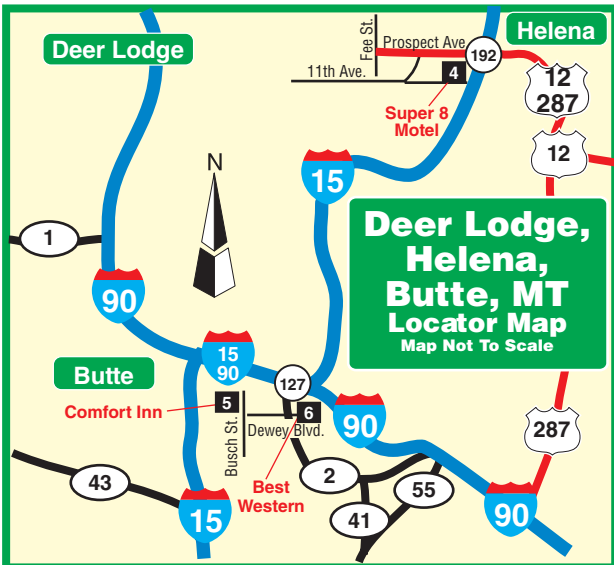 Deer Lodge
Fee St.
Prospect Ave.
192
Helena
11th Ave.
4
Super 8
Motel
12
287
12
N
15
1
Deer Lodge,
Helena,
Butte, MT
Locator Map
Map Not To Scale
90
15
90
Butte
127
Comfort Inn
5
Busch St.
6
Dewey Blvd.
90
287
Best
Western
2
43
55
15
41
90